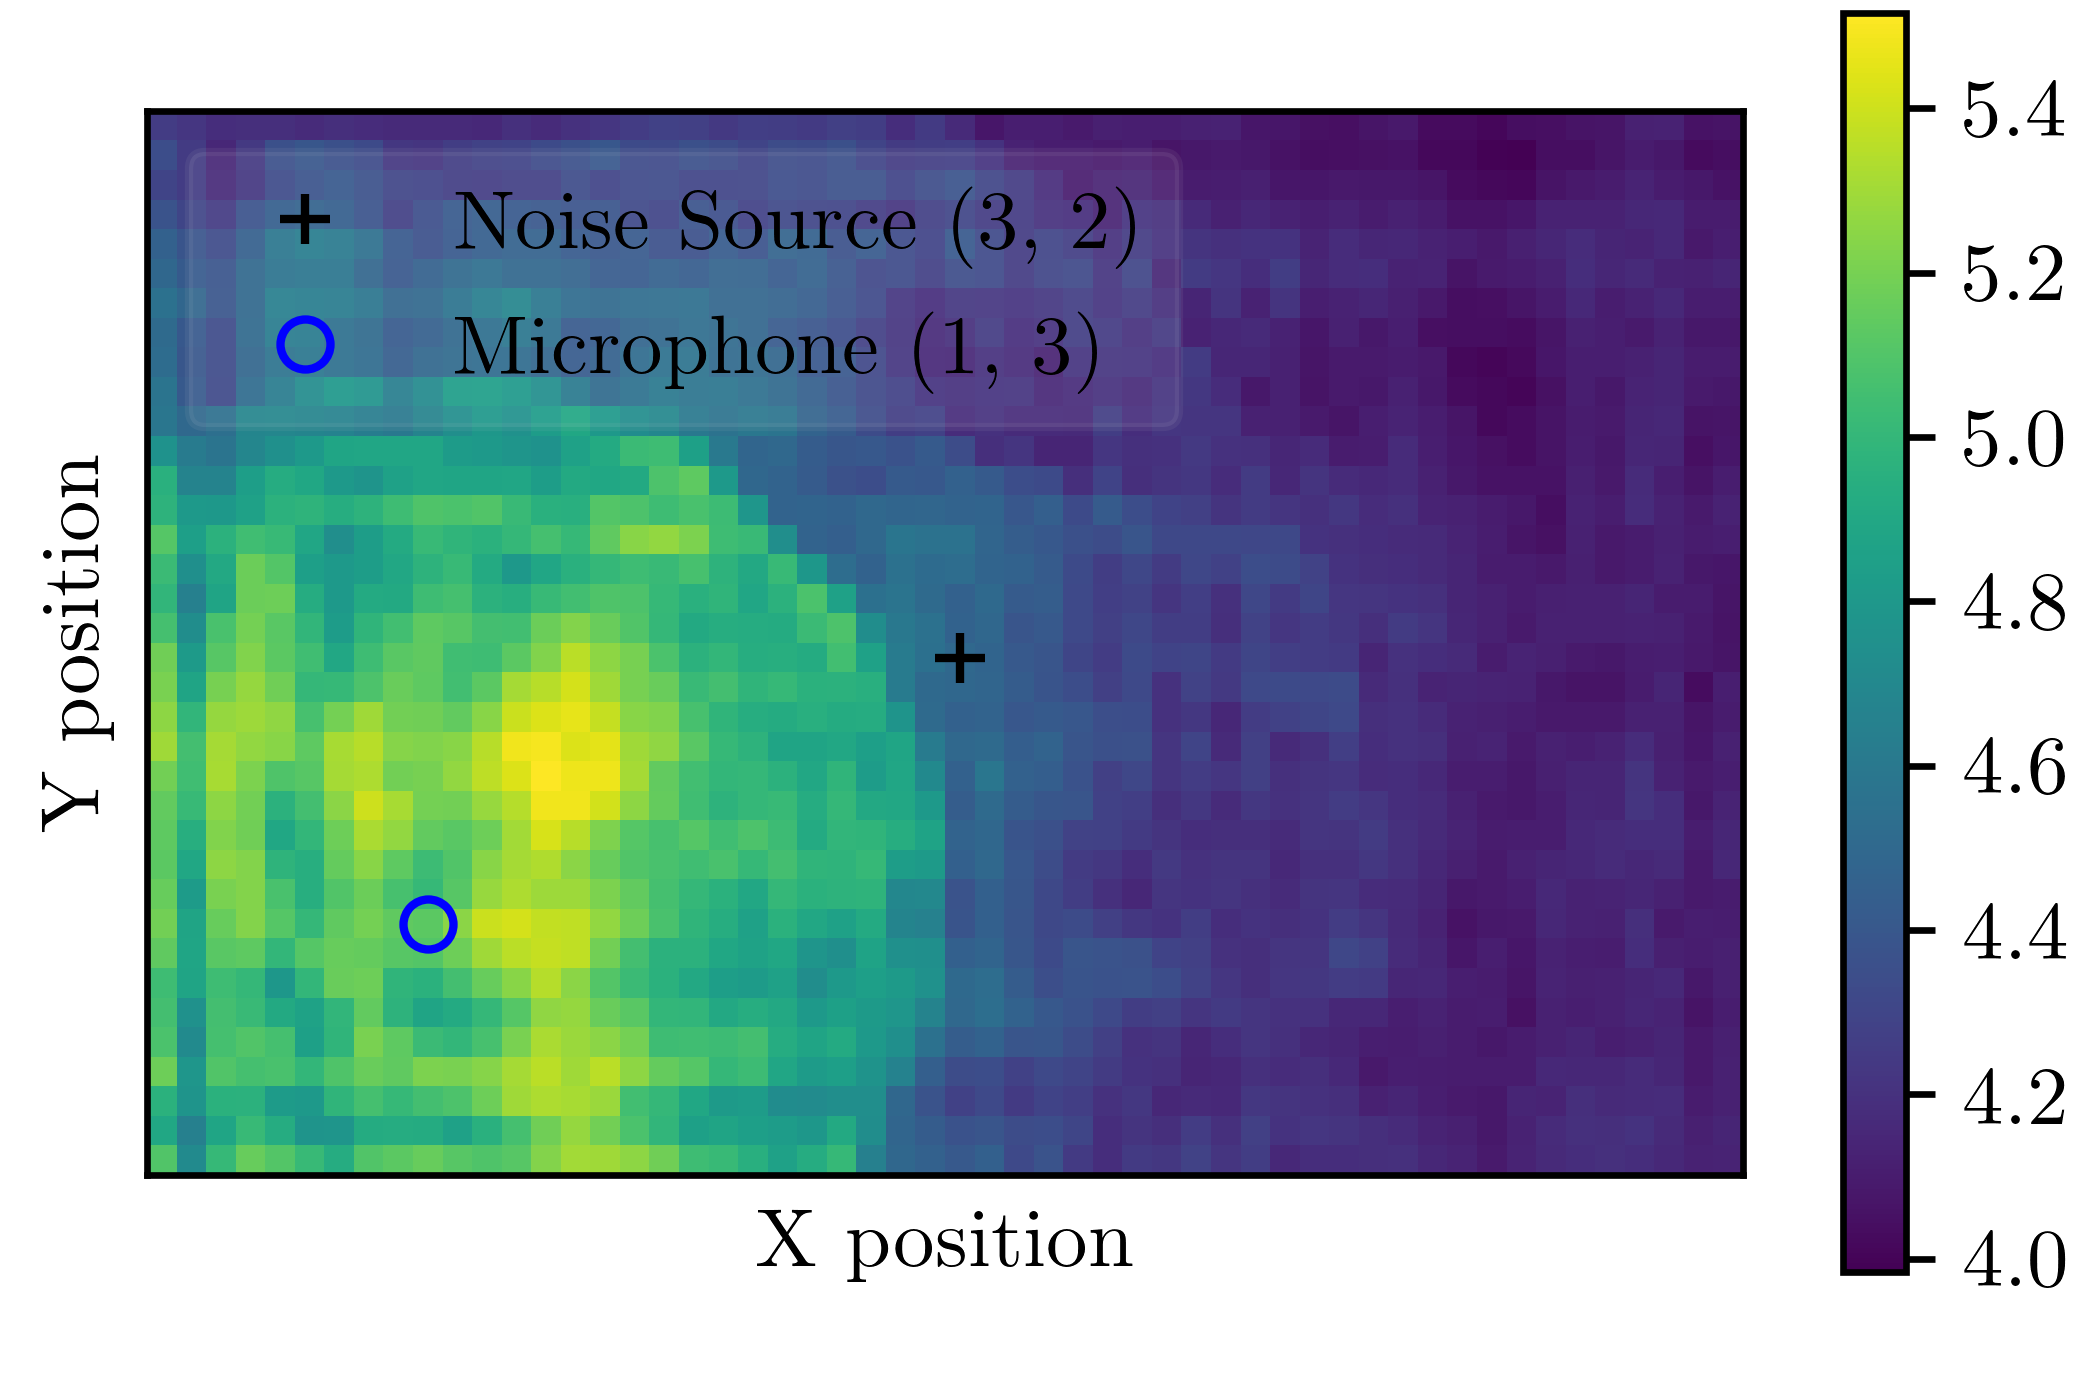 Noise Source (3, 2)
Microphone (1, 3)
Y position
X position
5.4
5.2
5.0
4.8
4.6
4.4
4.2
4.0